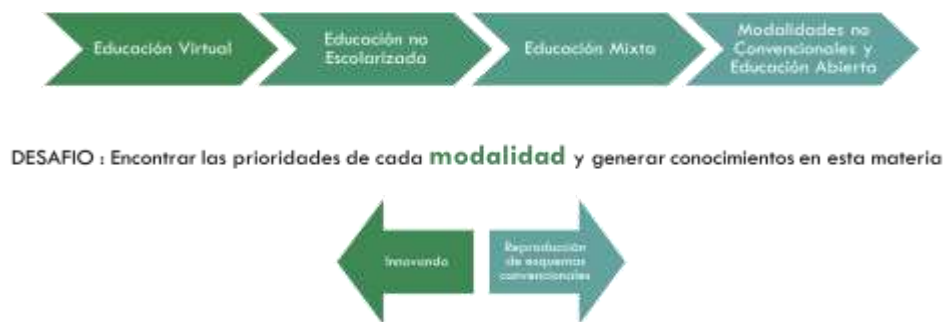 Educación Virtual
Educación no
Escolarizada
Educación Mixta
Modalidades no
Convencionales y
Educación Abierta
DESAFIO : Encontrar las prioridades de cada modalidad y generar conocimientos en esta materia
Innovando
Reproducción
de esquemas
convencionales